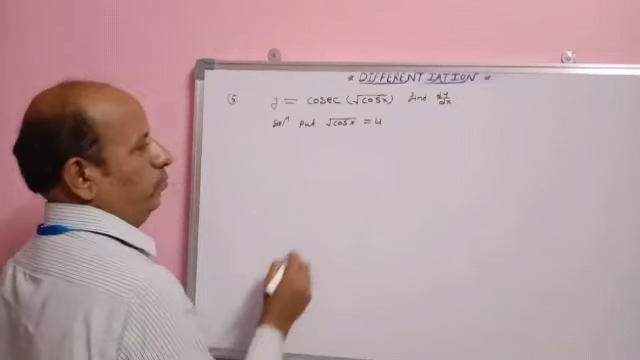 * DIFFERENTIATION *
⑤ y = cosec (√cosx) find dy/dx
Solⁿ put √cosx = u